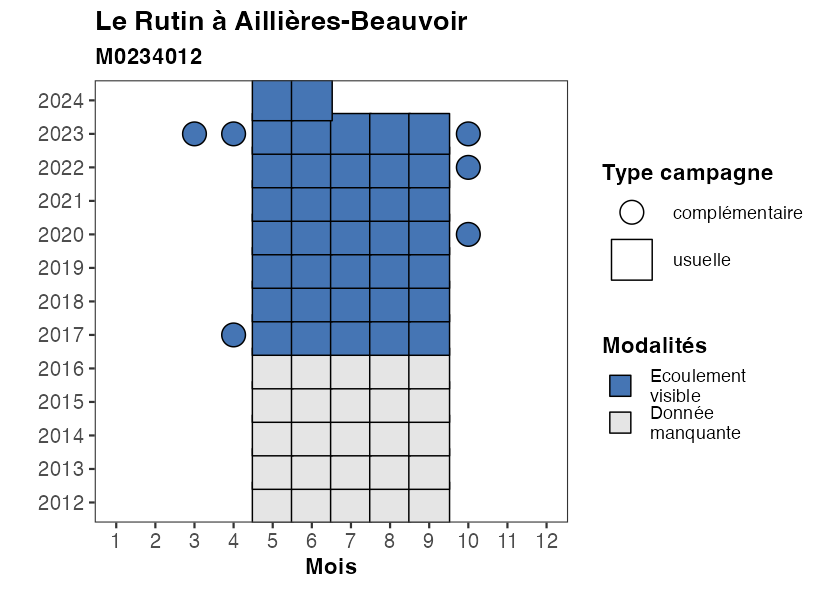 Le Rutin à Aillières-Beauvoir
M0234012
2024
2023
2022
2021
2020
2019
2018
2017
2016
2015
2014
2013
2012
1 2 3 4 5 6 7 8 9 10 11 12
Mois
Type campagne
complémentaire
usuelle
Modalités
Ecoulement
visible
Donnée
manquante